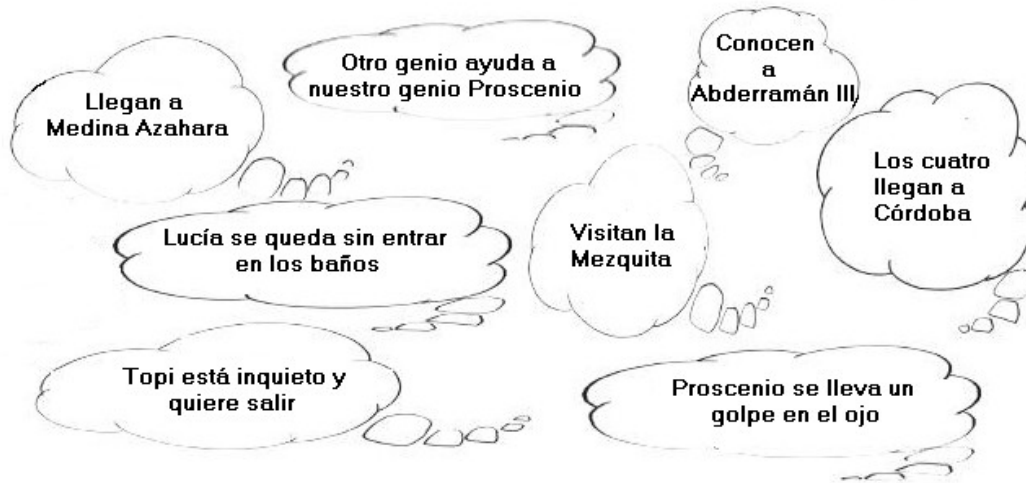 Llegan a
Medina Azahara
Otro genio ayuda a
nuestro genio Proscenio
Conocen
a
Abderramán III
Los cuatro
llegan a
Córdoba
Lucía se queda sin entrar
en los baños
Visitan la
Mezquita
Topi está inquieto y
quiere salir
Proscenio se lleva un
golpe en el ojo